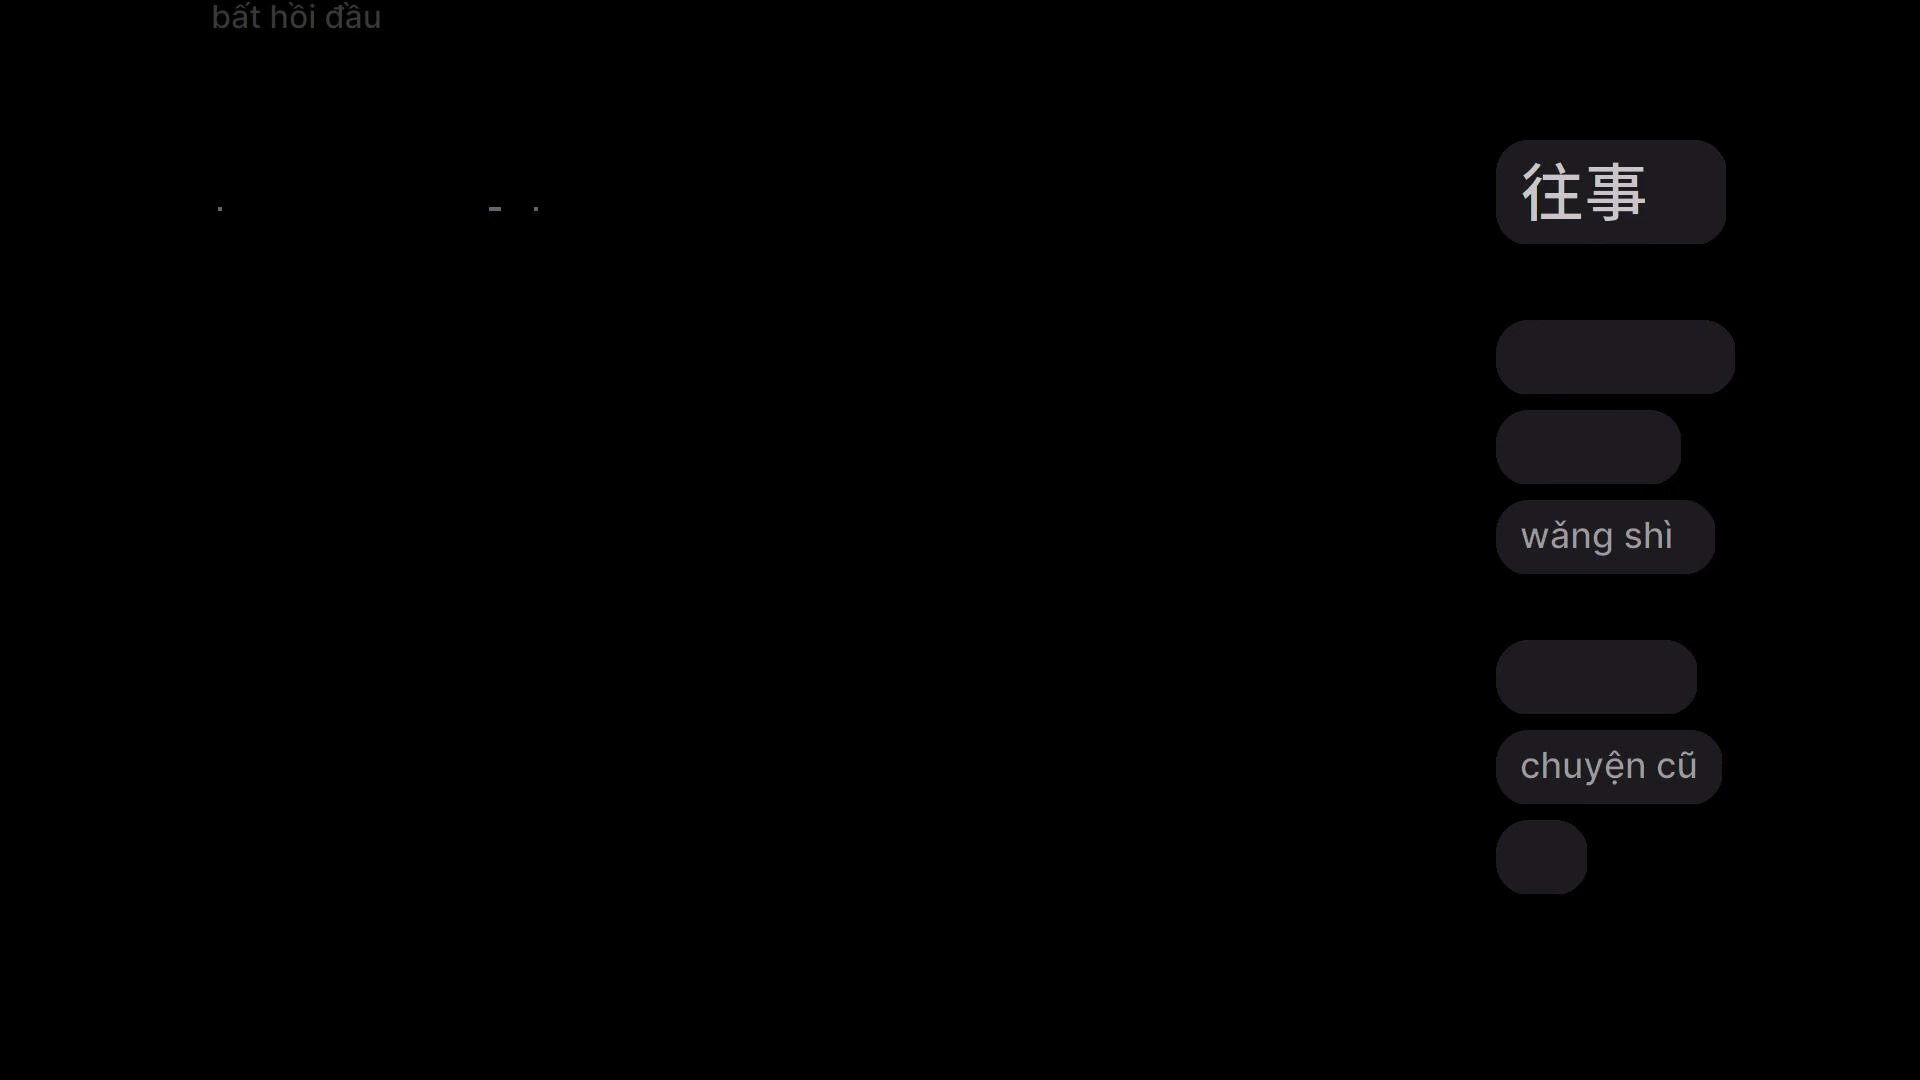 bất hồi đầu
往事
wǎng shì
chuyện cũ